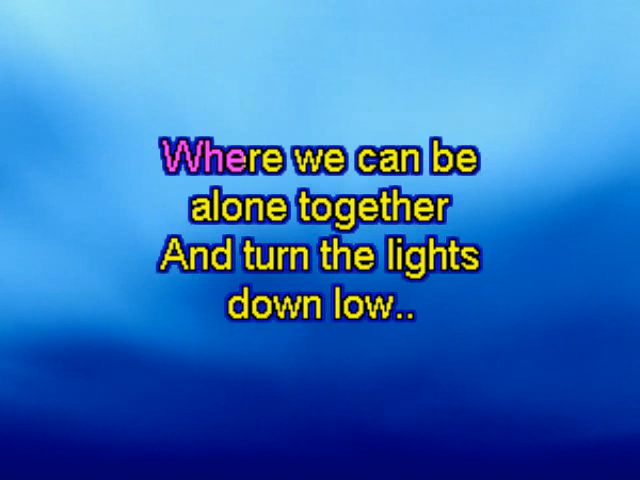 Where we can be
alone together
And turn the lights
down low..